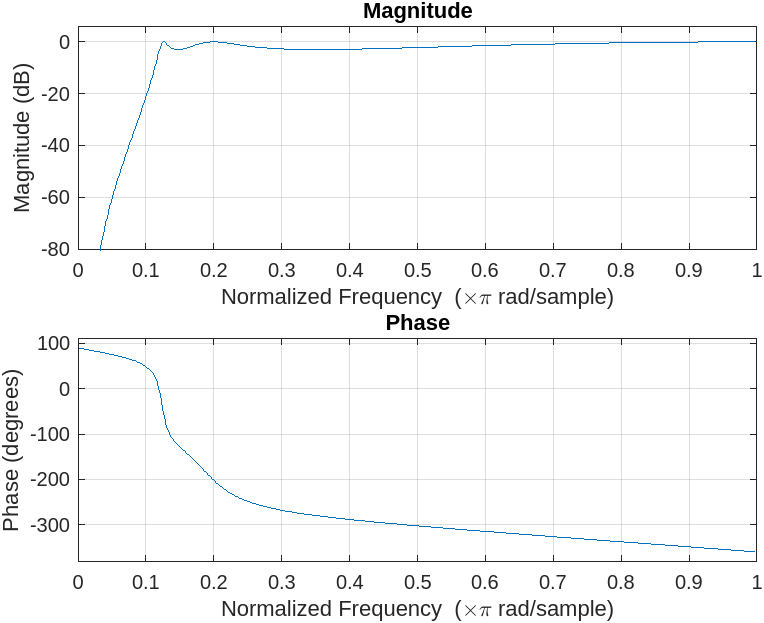 Magnitude
Magnitude (dB)
0
-20
-40
-60
-80
0 0.1 0.2 0.3 0.4 0.5 0.6 0.7 0.8 0.9 1
Normalized Frequency (×π rad/sample)
Phase
Phase (degrees)
100
0
-100
-200
-300
0 0.1 0.2 0.3 0.4 0.5 0.6 0.7 0.8 0.9 1
Normalized Frequency (×π rad/sample)